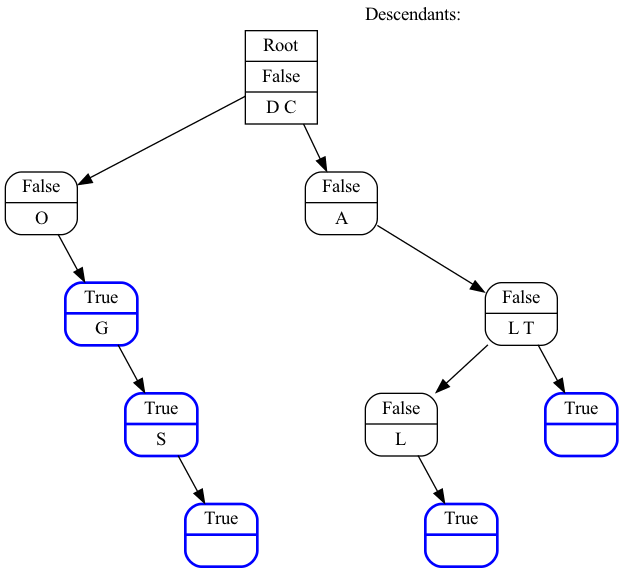 Descendants:
Root
False
D C
False
O
False
A
True
G
False
L T
True
S
False
L
True
True
True